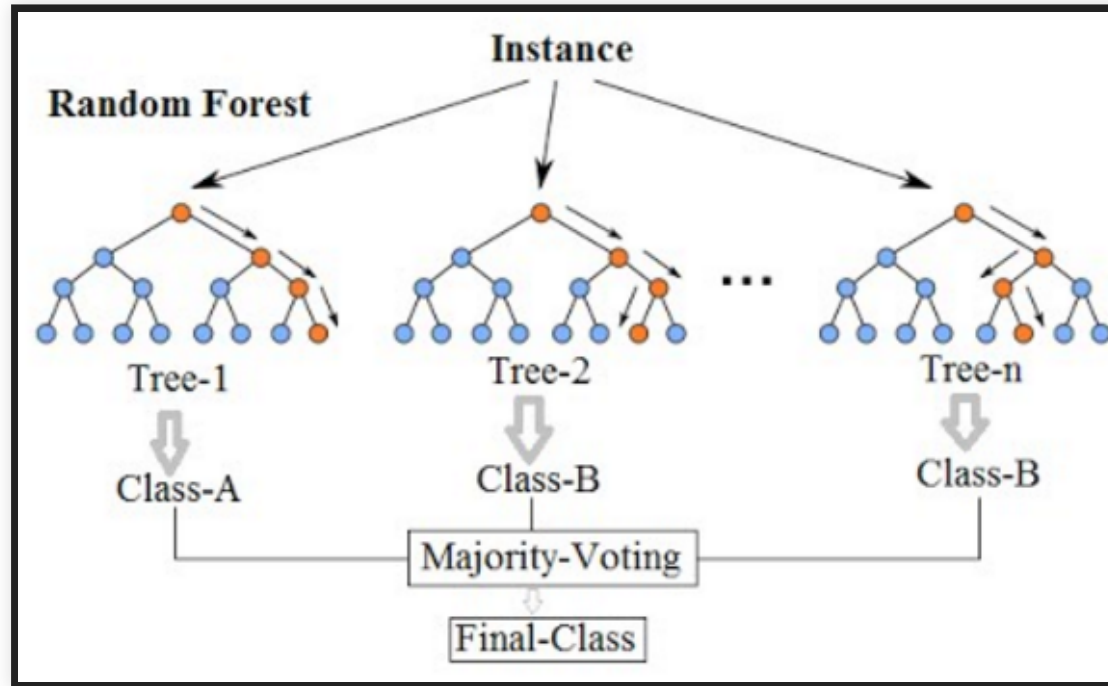 Instance
Random Forest
...
Tree-1
Tree-2
Tree-n
Class-A
Class-B
Class-B
Majority-Voting
Final-Class